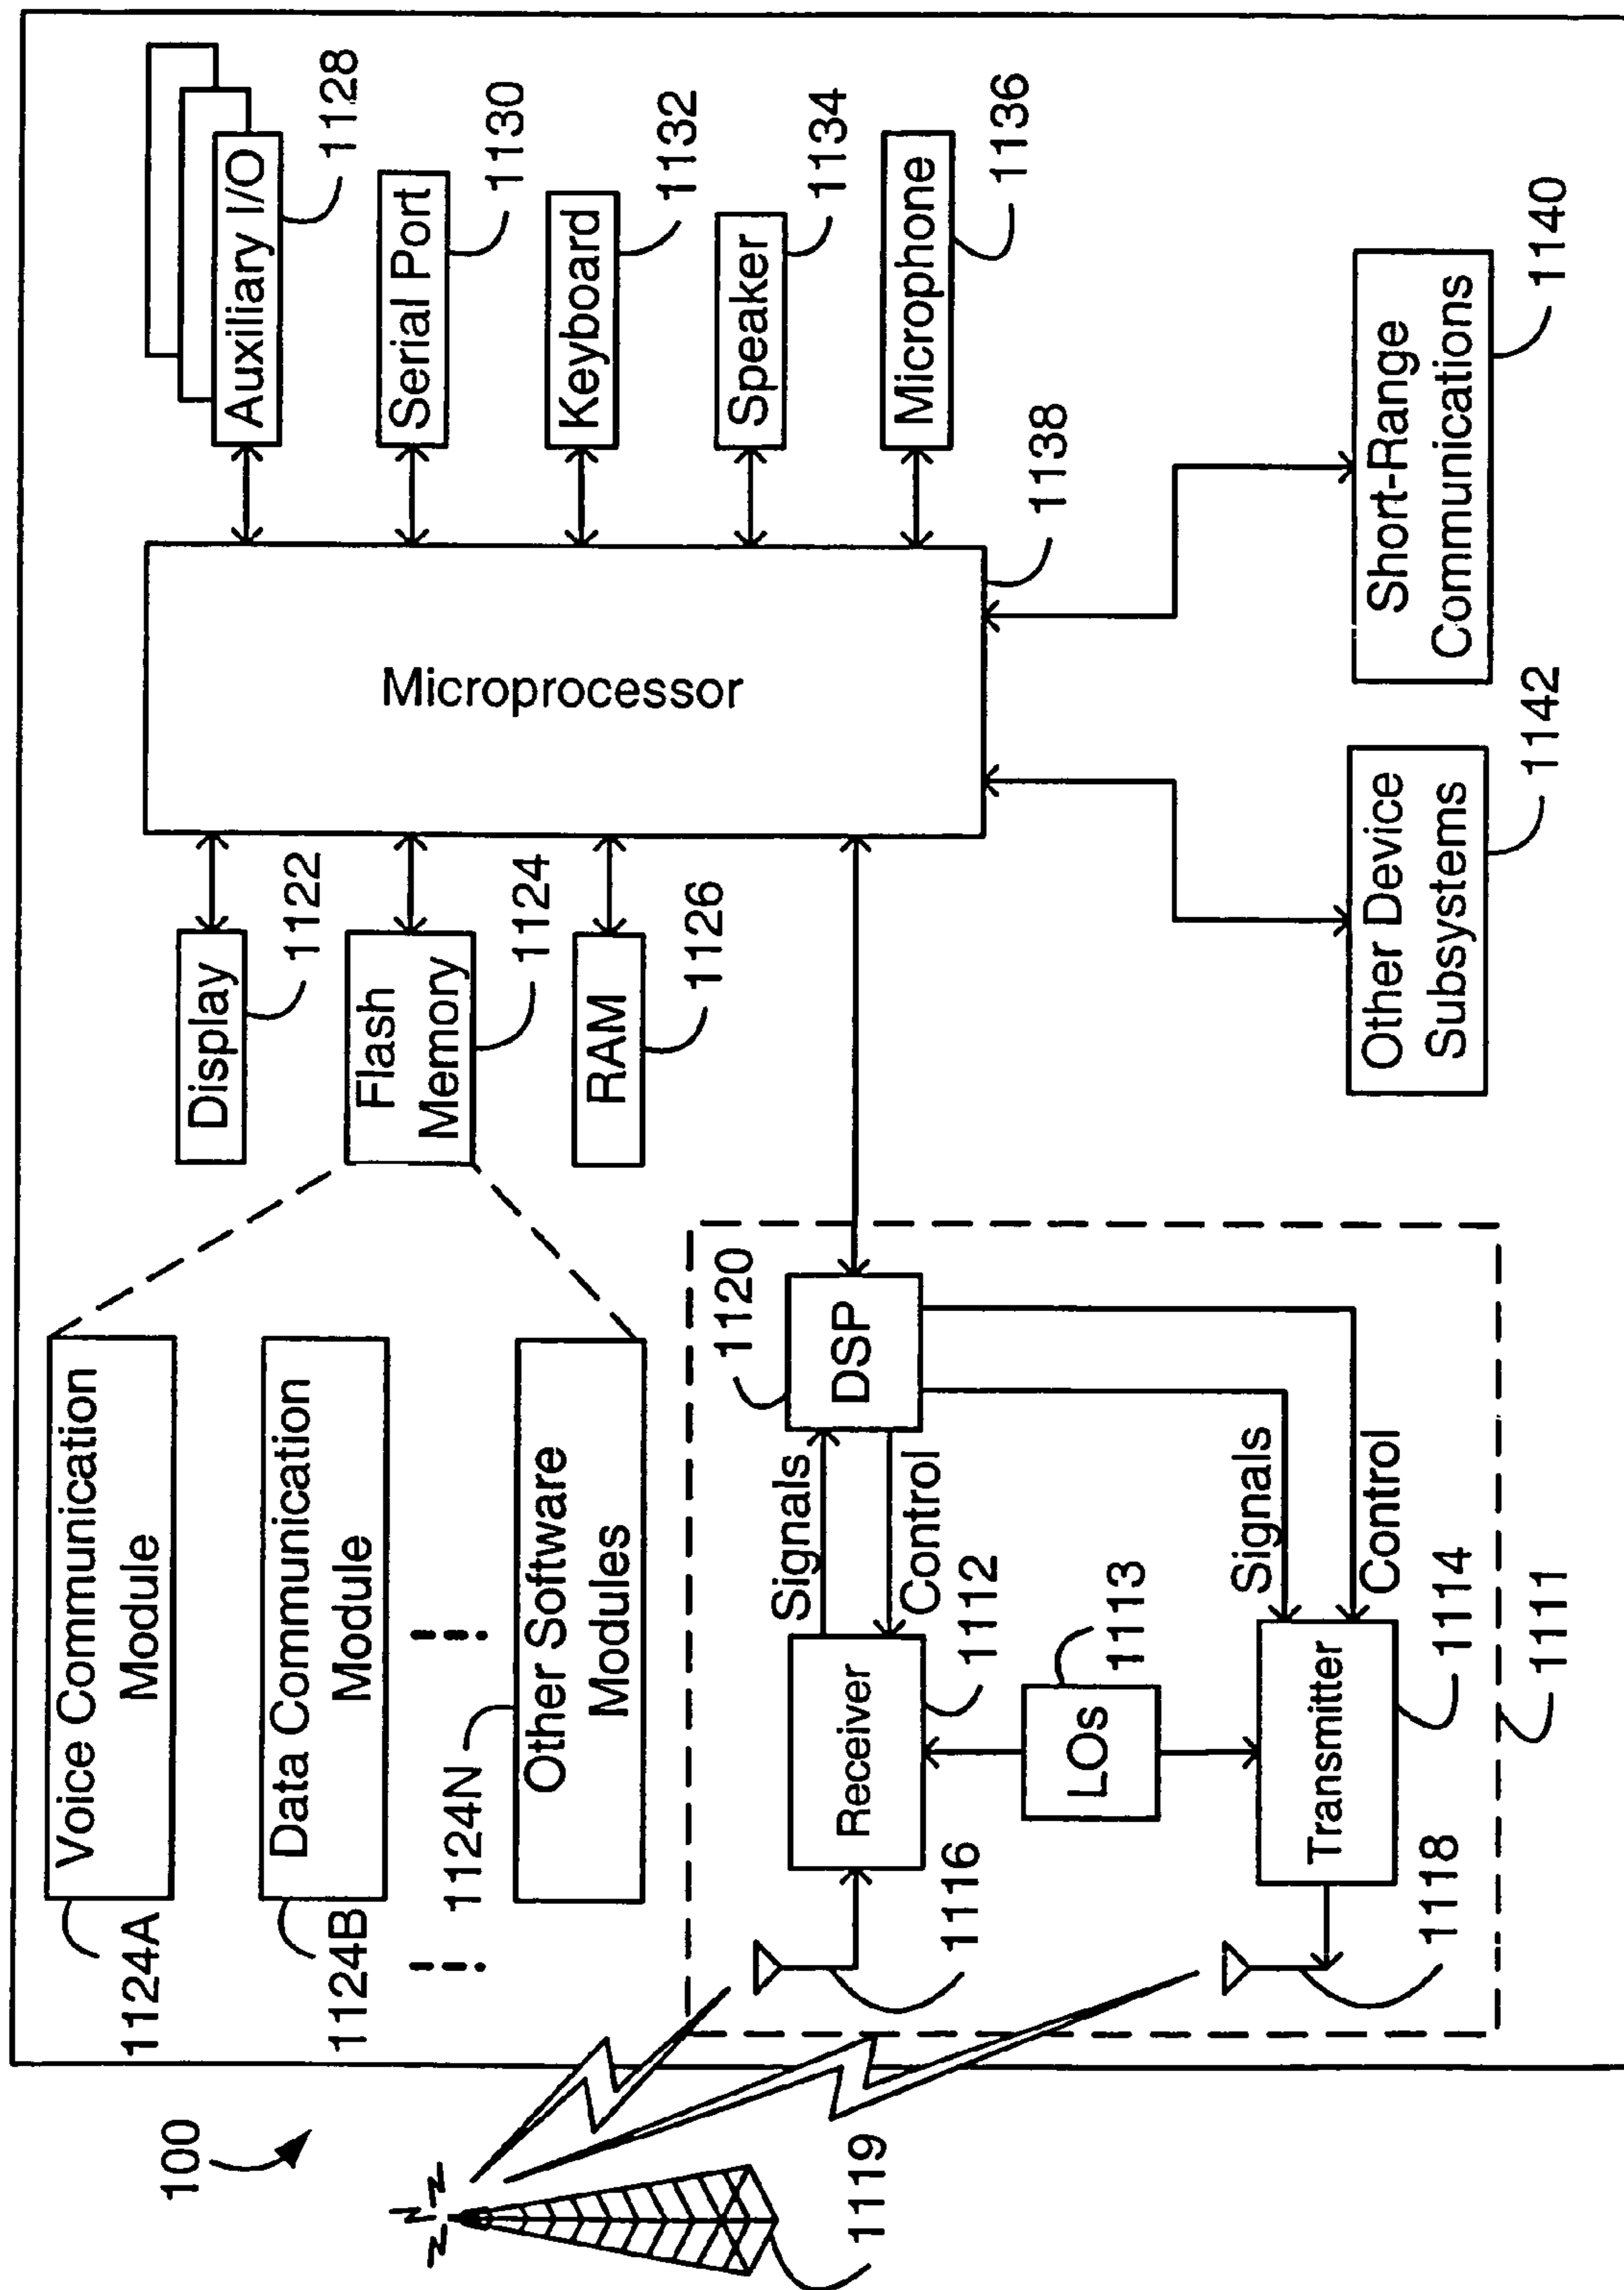 100
1119
1124A
Voice Communication
Module
1124B
Data Communication
Module
1124N
Other Software
Modules
Display
1122
Flash
Memory
1124
RAM
1126
Microprocessor
1138
Auxiliary I/O
1128
Serial Port
1130
Keyboard
1132
Speaker
1134
Microphone
1136
Short-Range
Communications
1140
Other Device
Subsystems
1142
1120
DSP
Signals
Control
Receiver
1112
1116
LOs
1113
Signals
Control
Transmitter
1114
1118
1111